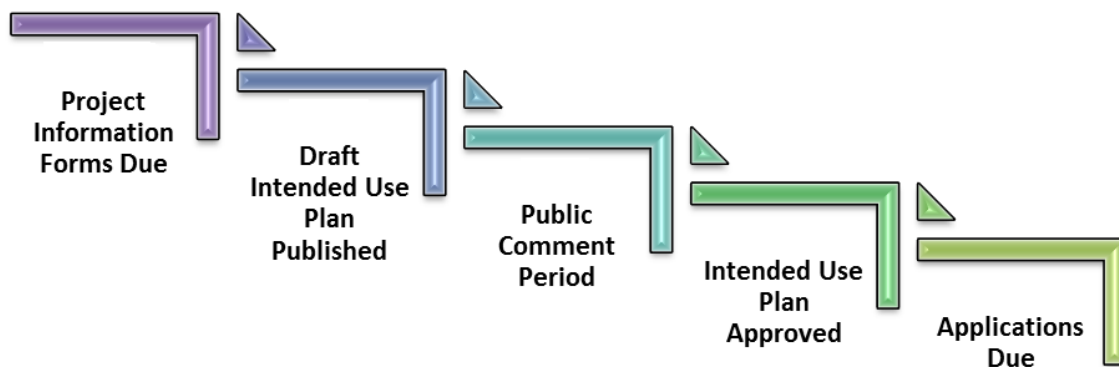 Project
Information
Forms Due
Draft
Intended Use
Plan
Published
Public
Comment
Period
Intended Use
Plan
Approved
Applications
Due